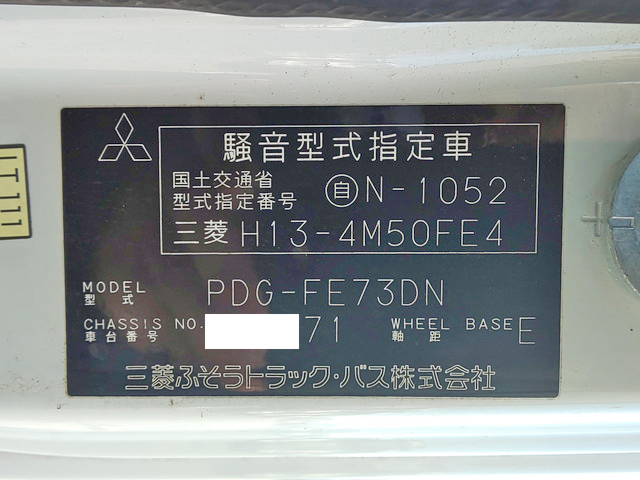 騒音型式指定車
国土交通省
型式指定番号 自N-1052
三菱 H13-4M50FE4
MODEL
型式 PDG-FE73DN
CHASSIS NO. 71 WHEEL BASE E
車台番号 軸距
三菱ふそうトラック・バス株式会社
+ -